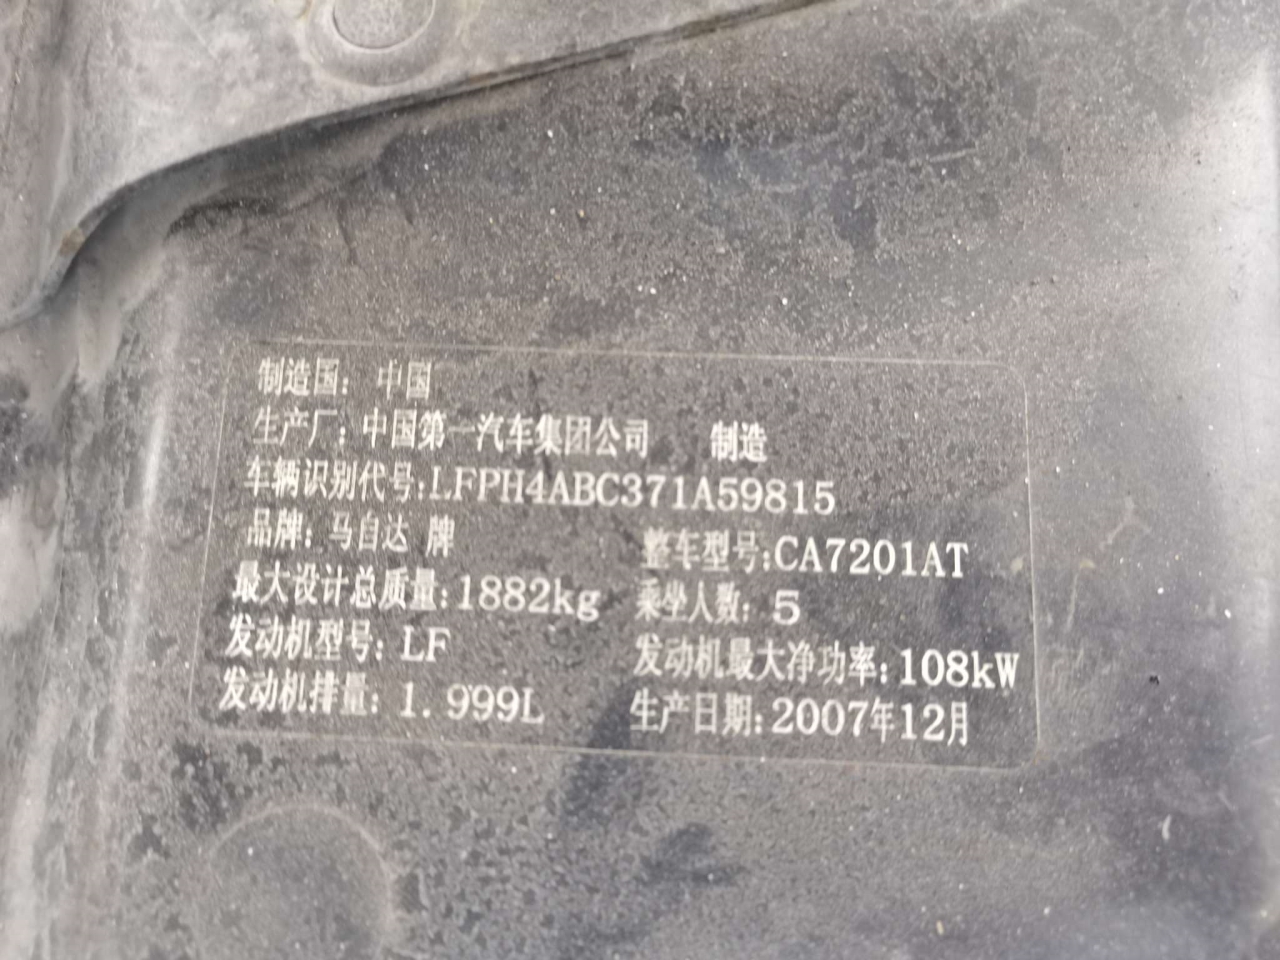 制造国：中国
生产厂：中国第一汽车集团公司 制造
车辆识别代号:LFPH4ABC371A59815
品牌：马自达 牌 整车型号:CA7201AT
最大设计总质量:1882kg 乘坐人数：5
发动机型号：LF 发动机最大净功率:108kW
发动机排量：1.999L 生产日期:2007年12月